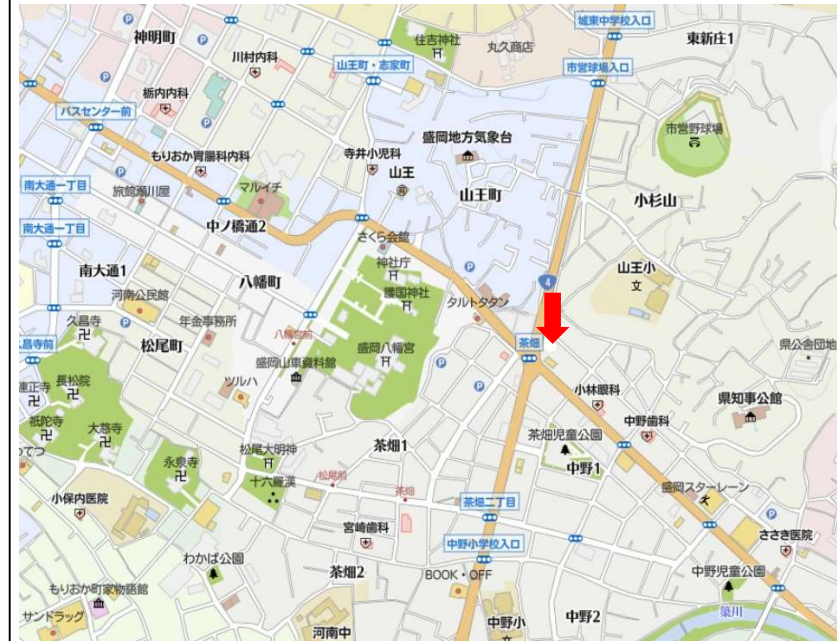 城東中学校入口
神明町
住吉神社
丸久商店
東新庄1
川村内科
山王町・志家町
市営球場入口
栃内内科
バスセンター前
市営野球場
盛岡地方気象台
もりおか胃腸科内科
寺井小児科
山王
南大通一丁目
旅館瀬川屋
マルイチ
山王町
小杉山
南大通一丁目
中ノ橋通2
さくら会館
神社庁
山王小
文
南大通1
八幡町
護国神社
4
河南公民館
タルトタタン
久昌寺
年金事務所
八幡宮前
茶畑
県公舎団地
呂寺前
松尾町
盛岡八幡宮
盛岡山車資料館
小林眼科
県知事公館
長松院
ツルハ
連正寺
中野歯科
祇陀寺
大慈寺
茶畑1
茶畑児童公園
松尾大明神
中野1
てつ
永泉寺
松尾前
十六羅漢
茶畑
盛岡スターレーン
小保内医院
茶畑二丁目
宮崎歯科
ささき医院
わかば公園
中野小学校入口
茶畑2
BOOK・OFF
中野児童公園
もりおか町家物語館
簗川
サンドラッグ
中野小
文
中野2
河南中